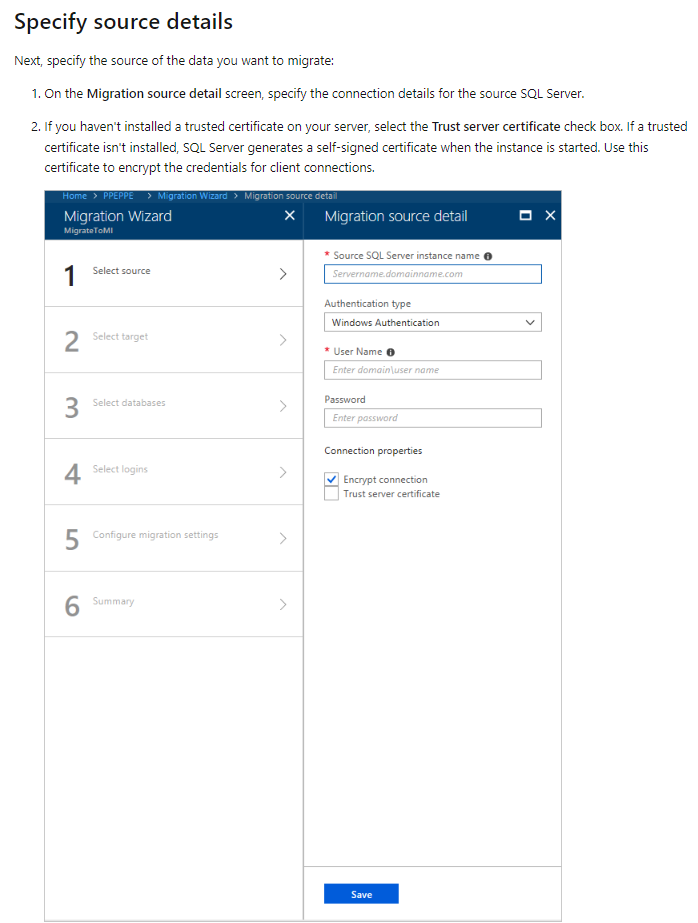 Specify source details
Next, specify the source of the data you want to migrate:
1. On the Migration source detail screen, specify the connection details for the source SQL Server.
2. If you haven't installed a trusted certificate on your server, select the Trust server certificate check box. If a trusted
certificate isn't installed, SQL Server generates a self-signed certificate when the instance is started. Use this
certificate to encrypt the credentials for client connections.
Home > PPEPPE > Migration Wizard > Migration source detail
Migration Wizard
MigrateToMI
Migration source detail
1 Select source
2 Select target
3 Select databases
4 Select logins
5 Configure migration settings
6 Summary
* Source SQL Server instance name
Servername.domainname.com
Authentication type
Windows Authentication
* User Name
Enter domain\user name
Password
Enter password
Connection properties
Encrypt connection
Trust server certificate
Save